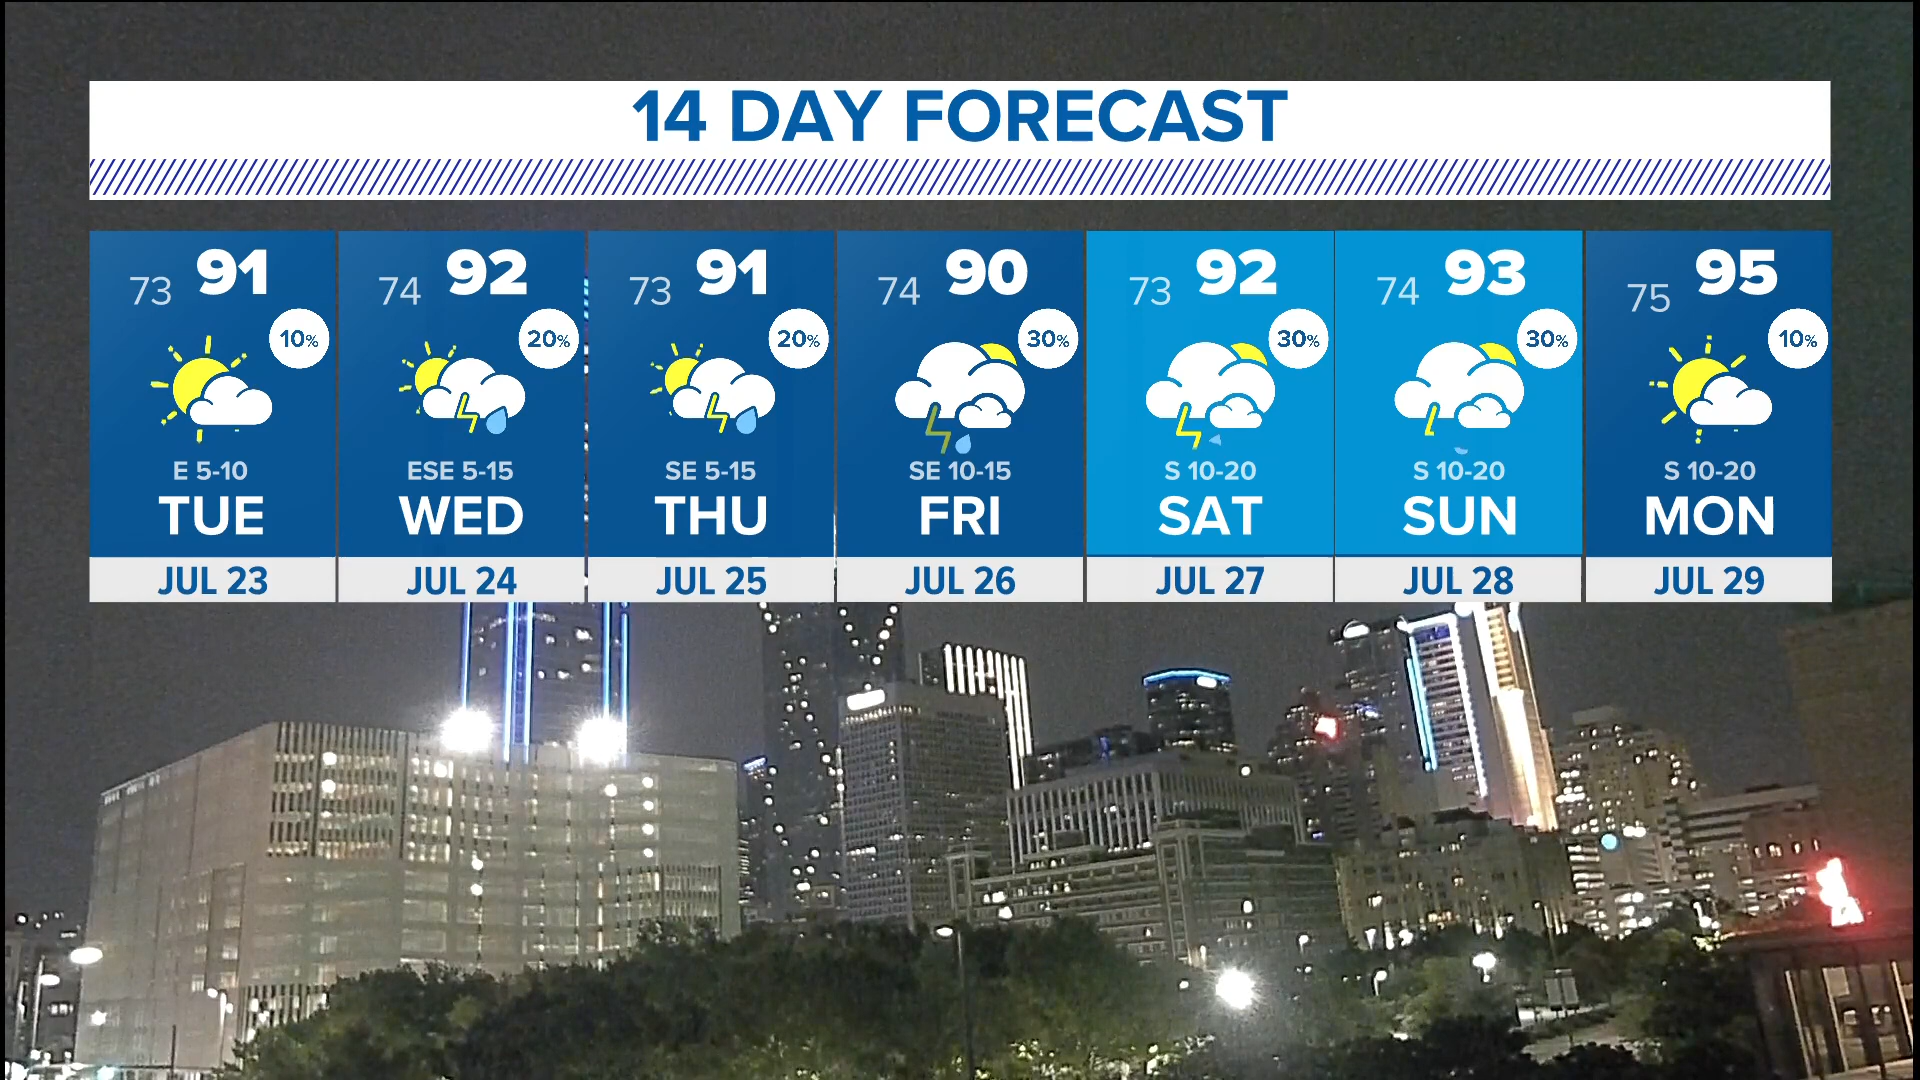 14 DAY FORECAST
73 91
10%
E 5-10
TUE
JUL 23
74 92
20%
ESE 5-15
WED
JUL 24
73 91
20%
SE 5-15
THU
JUL 25
74 90
30%
SE 10-15
FRI
JUL 26
73 92
30%
S 10-20
SAT
JUL 27
74 93
30%
S 10-20
SUN
JUL 28
75 95
10%
S 10-20
MON
JUL 29